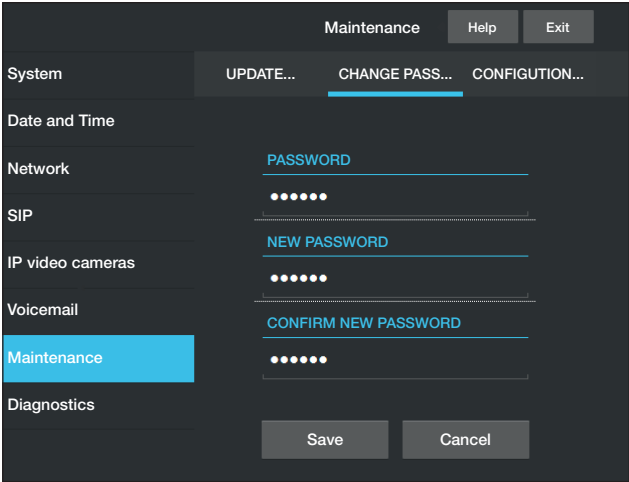 Maintenance Help Exit
System
UPDATE... CHANGE PASS... CONFIGUTION...
Date and Time
Network
SIP
IP video cameras
Voicemail
Maintenance
Diagnostics
PASSWORD
••••••
NEW PASSWORD
••••••
CONFIRM NEW PASSWORD
••••••
Save Cancel